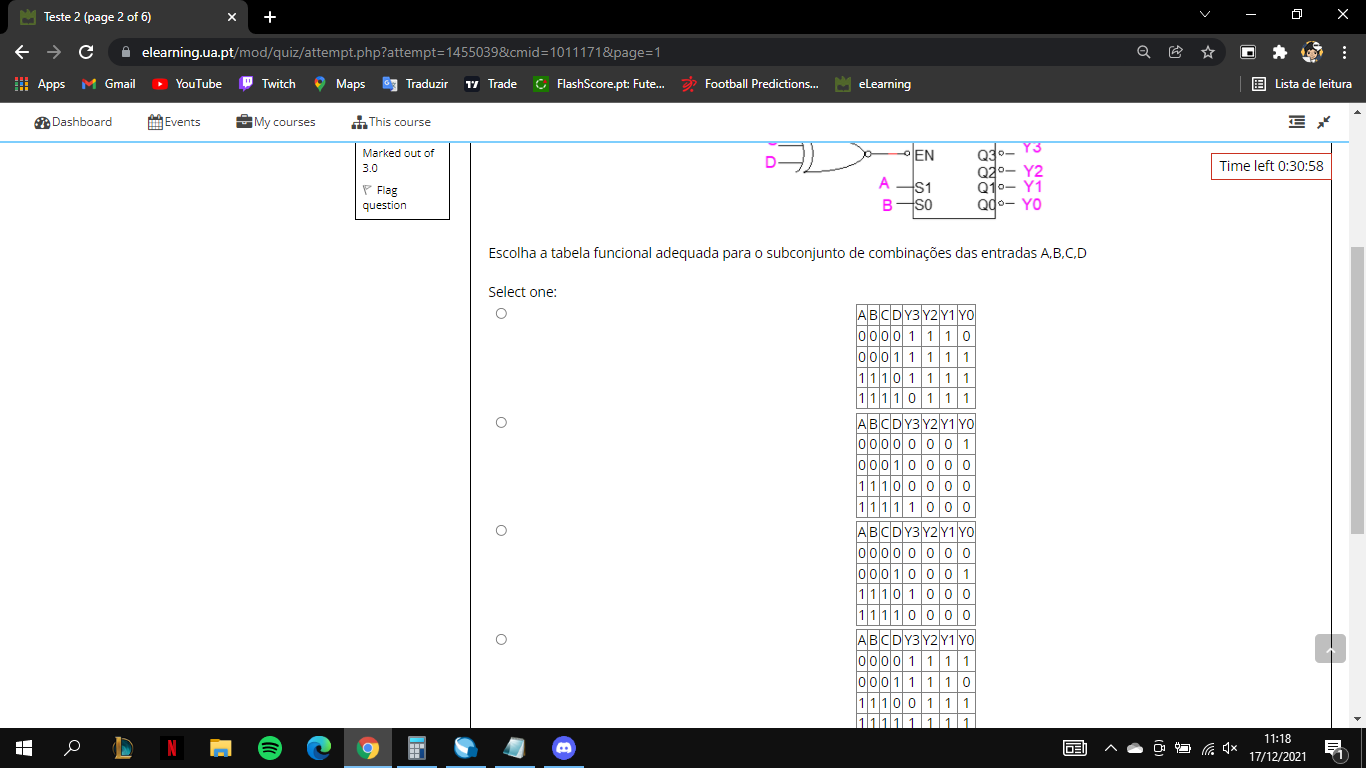 Teste 2 (page 2 of 6)
elearning.ua.pt/mod/quiz/attempt.php?attempt=1455039&cmid=1011171&page=1
Apps Gmail YouTube Twitch Maps Traduzir Trade FlashScore.pt: Fute... Football Predictions... eLearning Lista de leitura
Dashboard Events My courses This course
Marked out of
3.0
Flag
question
Time left 0:30:58
D EN Q3 Y3
Q2 Y2
A S1 Q1 Y1
B S0 Q0 Y0
Escolha a tabela funcional adequada para o subconjunto de combinações das entradas A,B,C,D
Select one:
A B C D Y3 Y2 Y1 Y0
0 0 0 0 1 1 1 0
0 0 0 1 1 1 1 1
1 1 1 0 1 1 1 1
1 1 1 1 0 1 1 1
A B C D Y3 Y2 Y1 Y0
0 0 0 0 0 0 0 1
0 0 0 1 0 0 0 0
1 1 1 0 0 0 0 0
1 1 1 1 1 0 0 0
A B C D Y3 Y2 Y1 Y0
0 0 0 0 0 0 0 0
0 0 0 1 0 0 0 1
1 1 1 0 1 0 0 0
1 1 1 1 0 0 0 0
A B C D Y3 Y2 Y1 Y0
0 0 0 0 1 1 1 1
0 0 0 1 1 1 1 0
1 1 1 0 0 1 1 1
1 1 1 1 1 1 1 1
11:18
17/12/2021
1